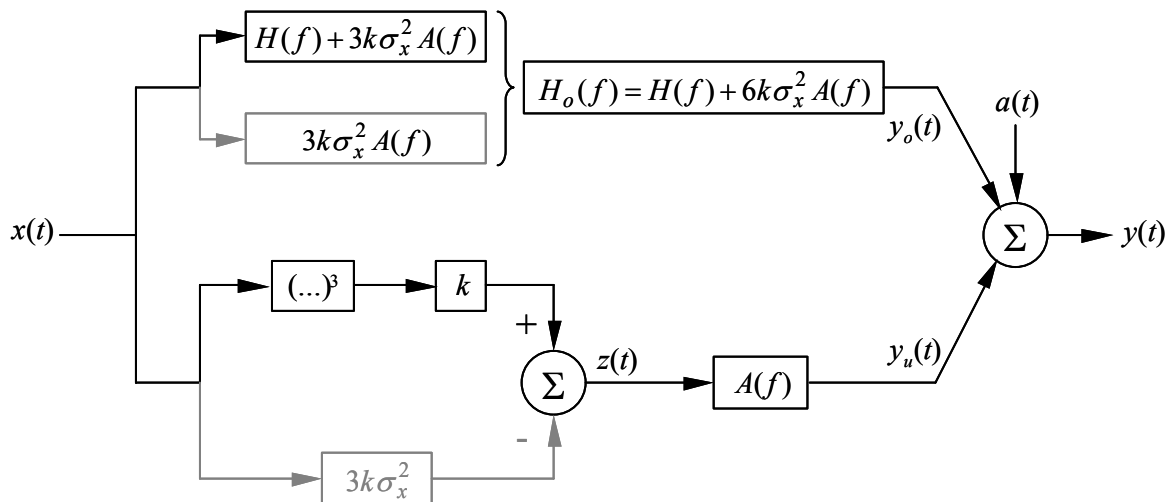 H(f) + 3kσ_x^2 A(f)
3kσ_x^2 A(f)
H_o(f) = H(f) + 6kσ_x^2 A(f)
y_o(t)
a(t)
x(t)
Σ
y(t)
(...)³
k
+
z(t)
A(f)
y_u(t)
Σ
-
3kσ_x^2